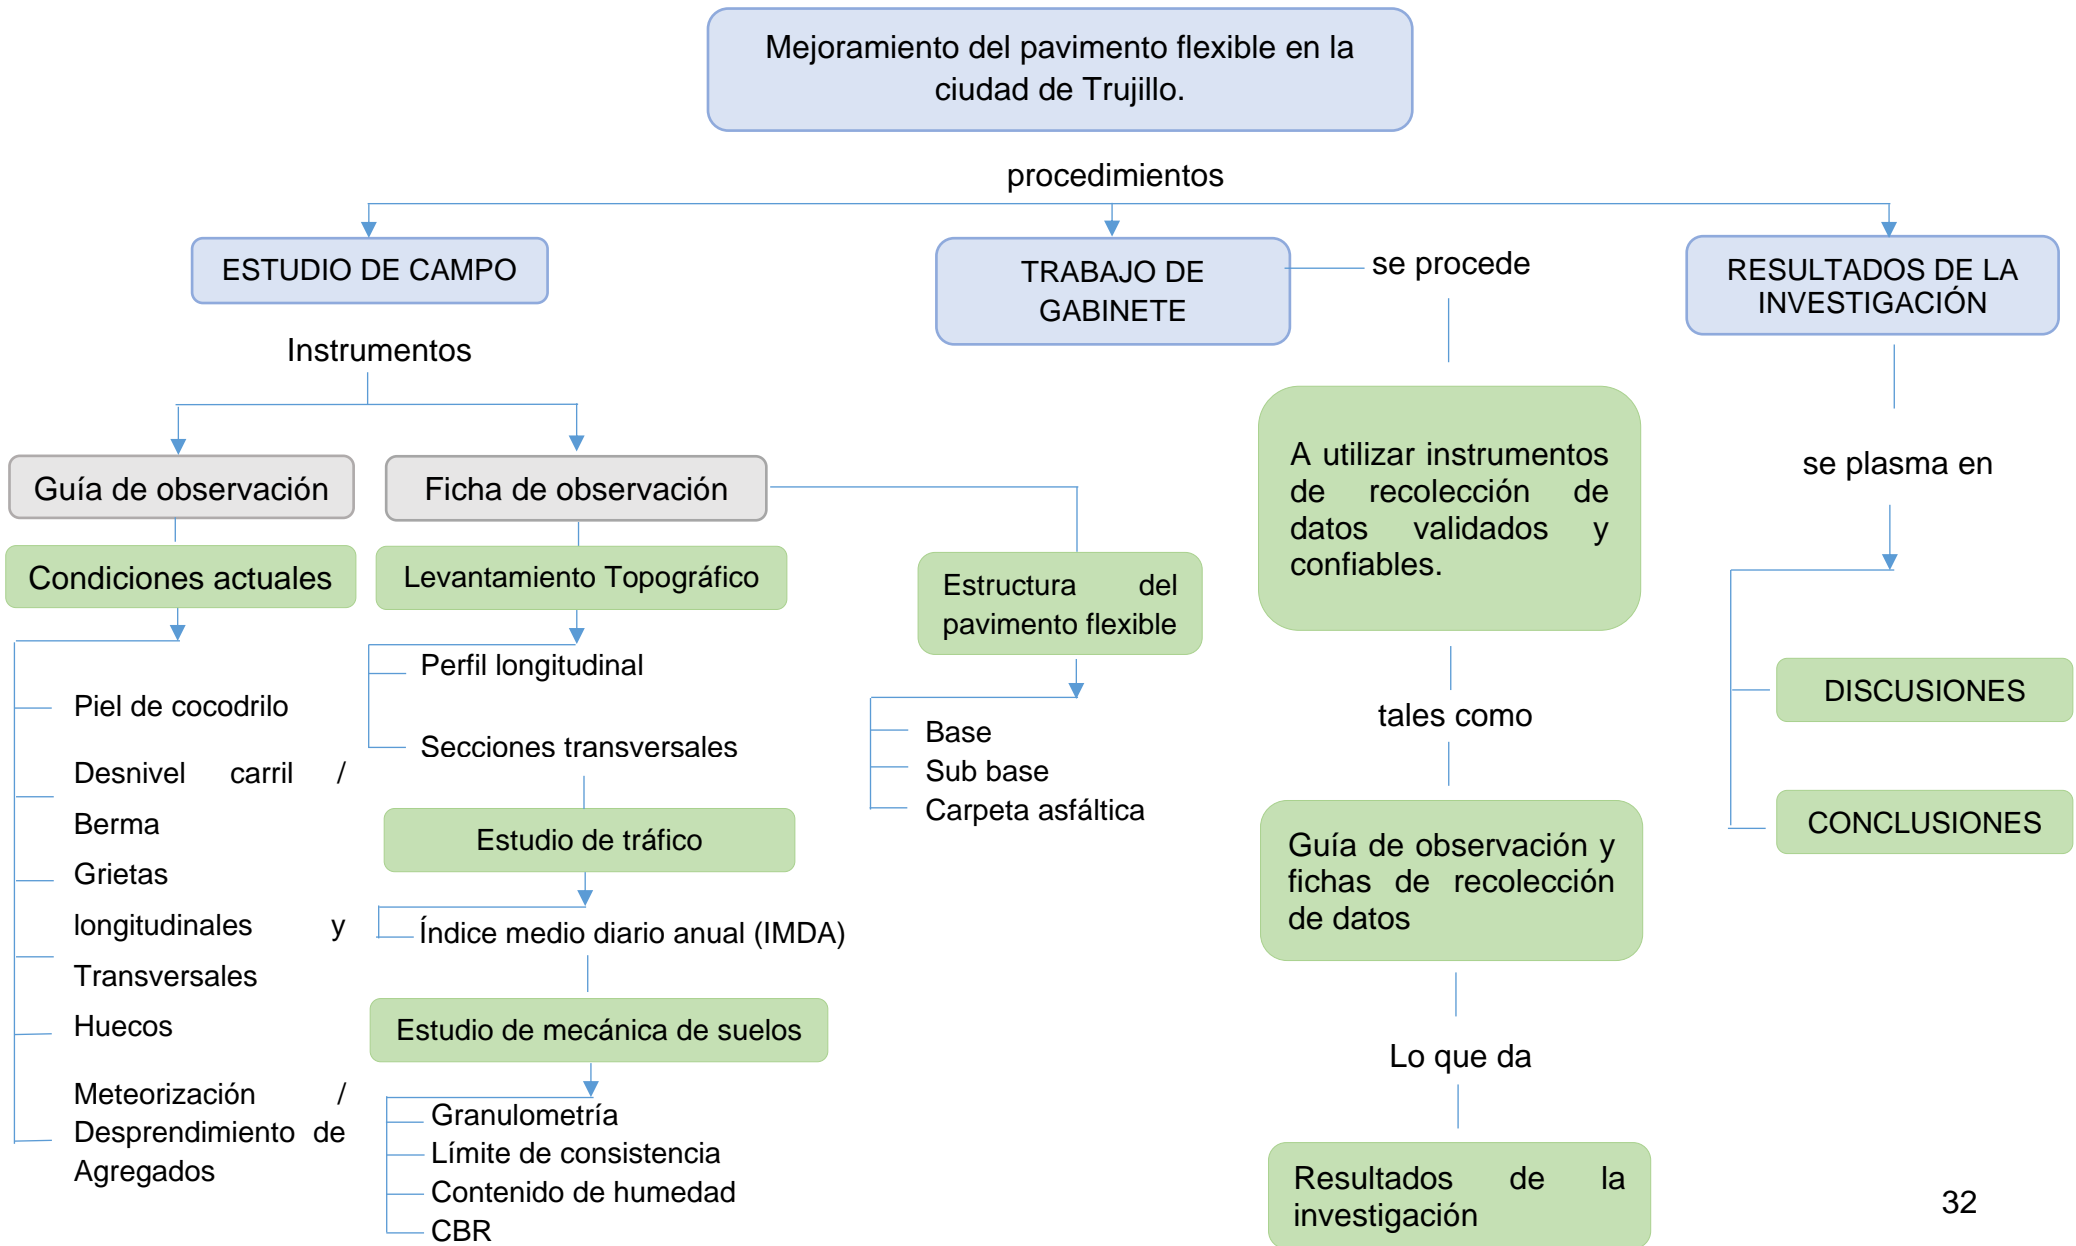 Mejoramiento del pavimento flexible en la
ciudad de Trujillo.
procedimientos
ESTUDIO DE CAMPO
Instrumentos
Guía de observación
Condiciones actuales
Piel de cocodrilo
Desnivel carril /
Berma
Grietas
longitudinales y
Transversales
Huecos
Meteorización /
Desprendimiento de
Agregados
Ficha de observación
Levantamiento Topográfico
Perfil longitudinal
Secciones transversales
Estudio de tráfico
Índice medio diario anual (IMDA)
Estudio de mecánica de suelos
Granulometría
Límite de consistencia
Contenido de humedad
CBR
Estructura del
pavimento flexible
Base
Sub base
Carpeta asfáltica
TRABAJO DE
GABINETE
se procede
A utilizar instrumentos
de recolección de
datos validados y
confiables.
tales como
Guía de observación y
fichas de recolección
de datos
Lo que da
Resultados de la
investigación
RESULTADOS DE LA
INVESTIGACIÓN
se plasma en
DISCUSIONES
CONCLUSIONES
32